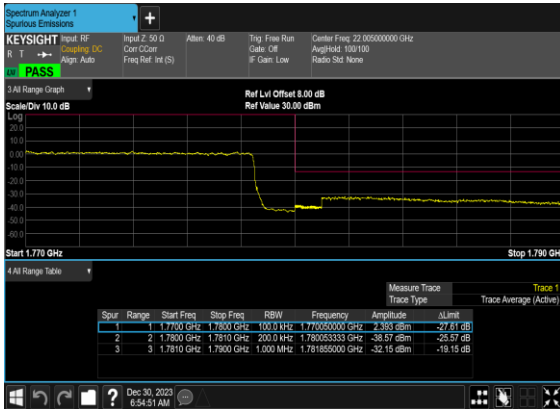 Spectrum Analyzer 1
Spurious Emissions
+
KEYSIGHT
R T
LXI PASS
Input: RF
Coupling: DC
Align: Auto
Input Z: 50 Ω
Corr CCorr
Freq Ref: Int (S)
Atten: 40 dB
Trig: Free Run
Gate: Off
IF Gain: Low
Center Freq: 22.005000000 GHz
Avg|Hold: 100/100
Radio Std: None
3 All Range Graph
Scale/Div 10.0 dB
Ref Lvl Offset 8.00 dB
Ref Value 30.00 dBm
Log
20.0
10.0
0.00
-10.0
-20.0
-30.0
-40.0
-50.0
-60.0
Start 1.770 GHz
Stop 1.790 GH
4 All Range Table
Measure Trace Trace 1
Trace Type Trace Average (Active)
Spur Range Start Freq Stop Freq RBW Frequency Amplitude ΔLimit
1 1 1.7700 GHz 1.7800 GHz 100.0 kHz 1.770050000 GHz 2.393 dBm -27.61 dB
2 2 1.7800 GHz 1.7810 GHz 200.0 kHz 1.780053333 GHz -38.57 dBm -25.57 dB
3 3 1.7810 GHz 1.7900 GHz 1.000 MHz 1.781855000 GHz -32.15 dBm -19.15 dB
?
Dec 30, 2023
6:54:51 AM